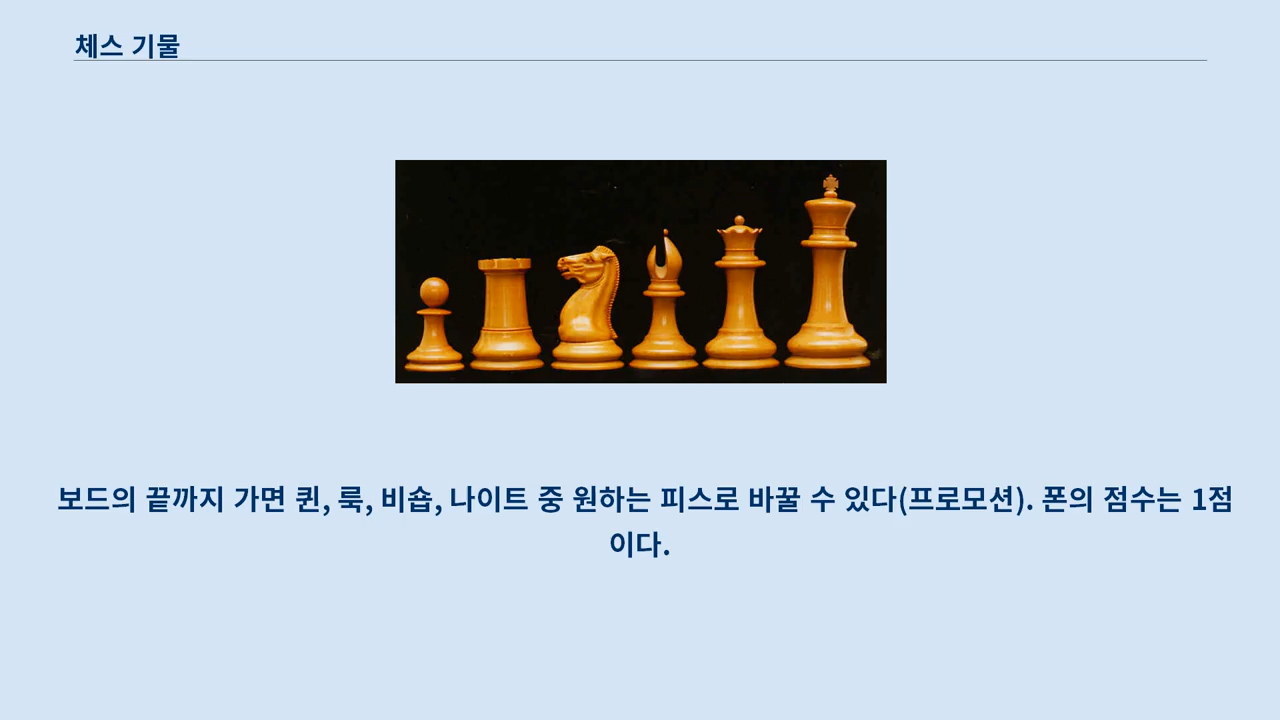 체스 기물
보드의 끝까지 가면 퀸, 룩, 비숍, 나이트 중 원하는 피스로 바꿀 수 있다(프로모션). 폰의 점수는 1점
이다.